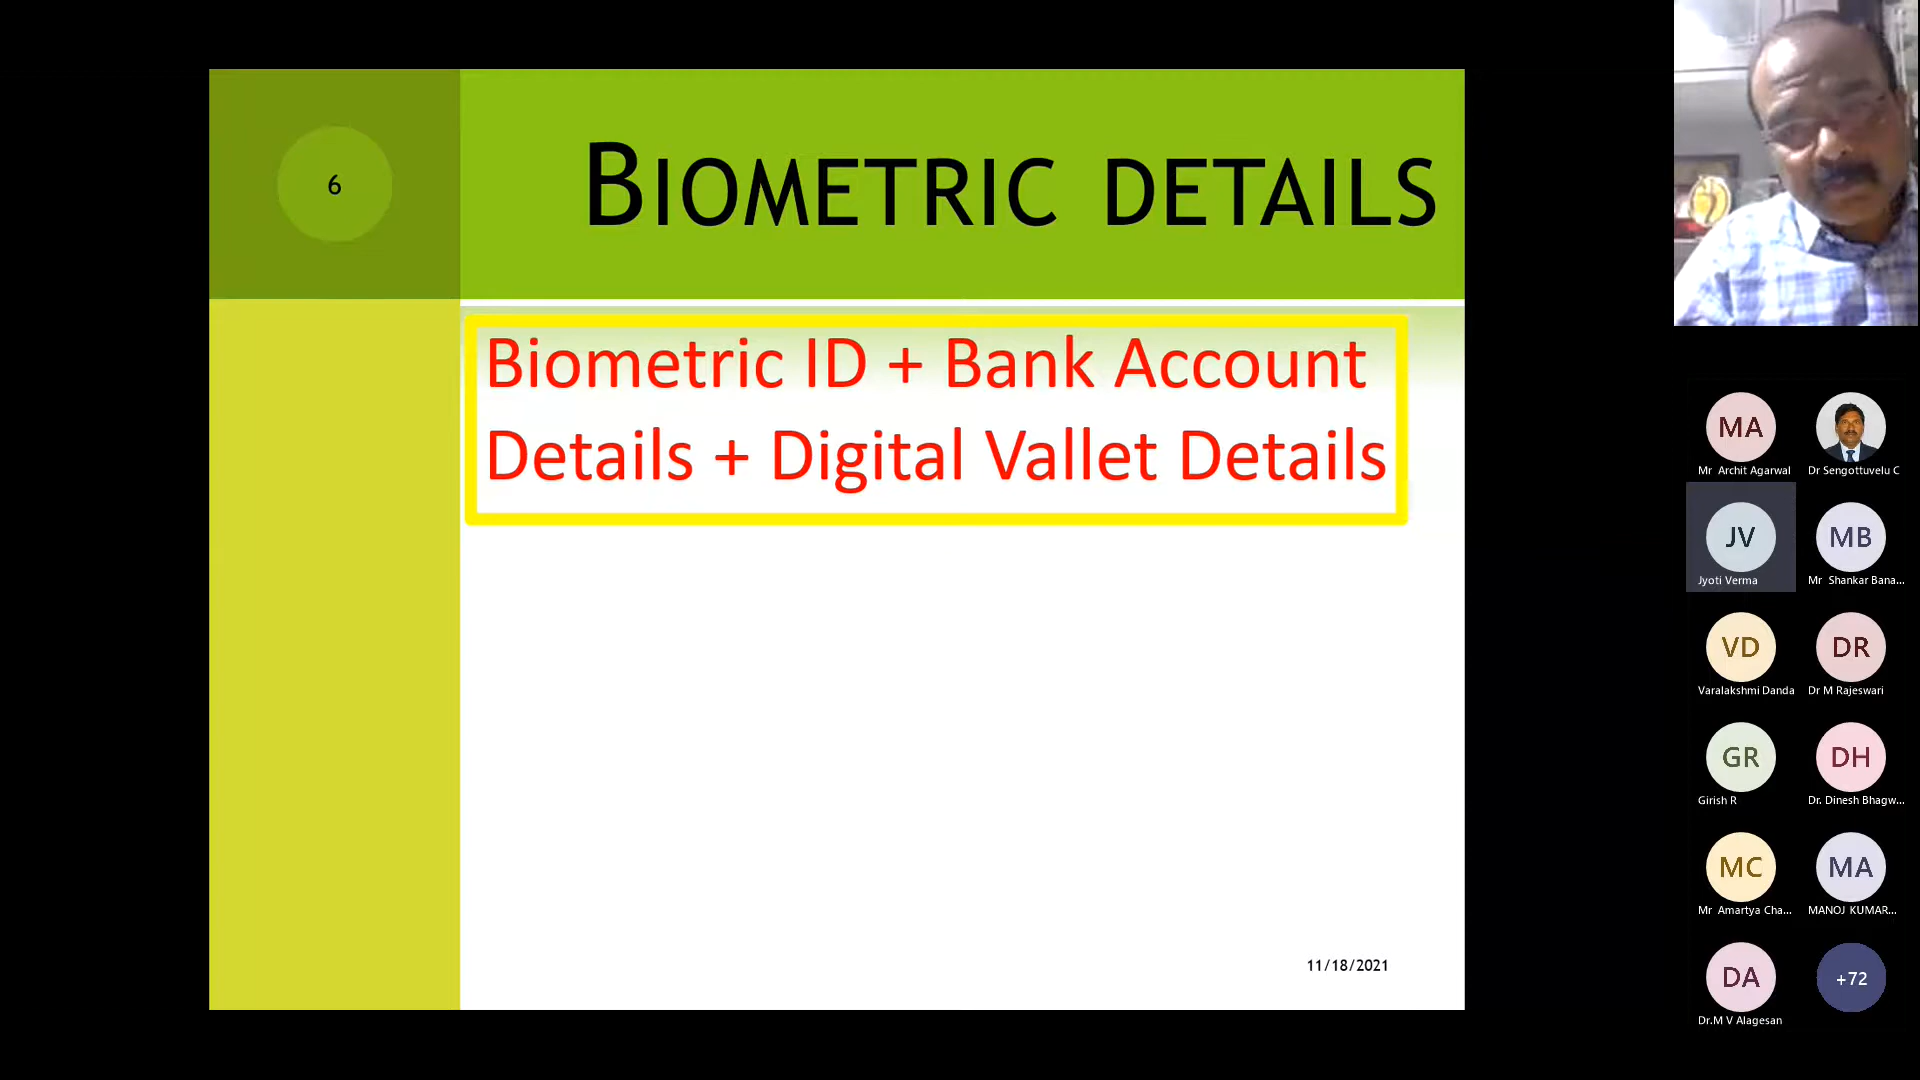 6
BIOMETRIC DETAILS
Biometric ID + Bank Account
Details + Digital Vallet Details
11/18/2021
MA
Mr Archit Agarwal
Dr Sengottuvelu C
JV
Jyoti Verma
MB
Mr Shankar Bana...
VD
Varalakshmi Danda
DR
Dr M Rajeswari
GR
Girish R
DH
Dr. Dinesh Bhagw...
MC
Mr Amartya Cha...
MA
MANOJ KUMAR...
DA
Dr.M V Alagesan
+72